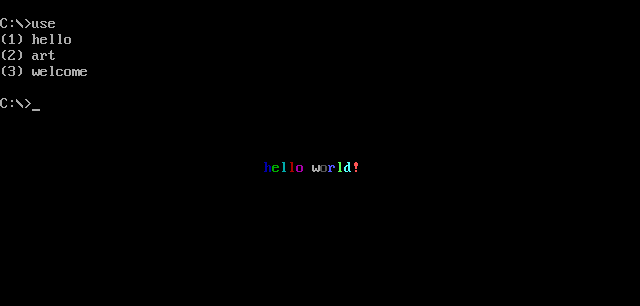 C:\>use
(1) hello
(2) art
(3) welcome
C:\>_
hello world!